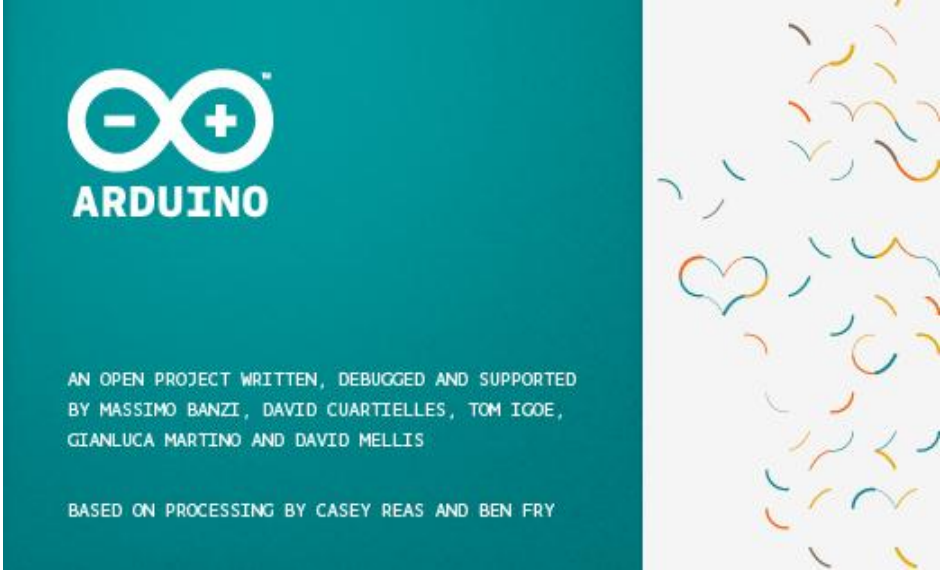 ARDUINO
AN OPEN PROJECT WRITTEN, DEBUGGED AND SUPPORTED
BY MASSIMO BANZI, DAVID CUARTIELLES, TOM IGOE,
GIANLUCA MARTINO AND DAVID MELLIS
BASED ON PROCESSING BY CASEY REAS AND BEN FRY